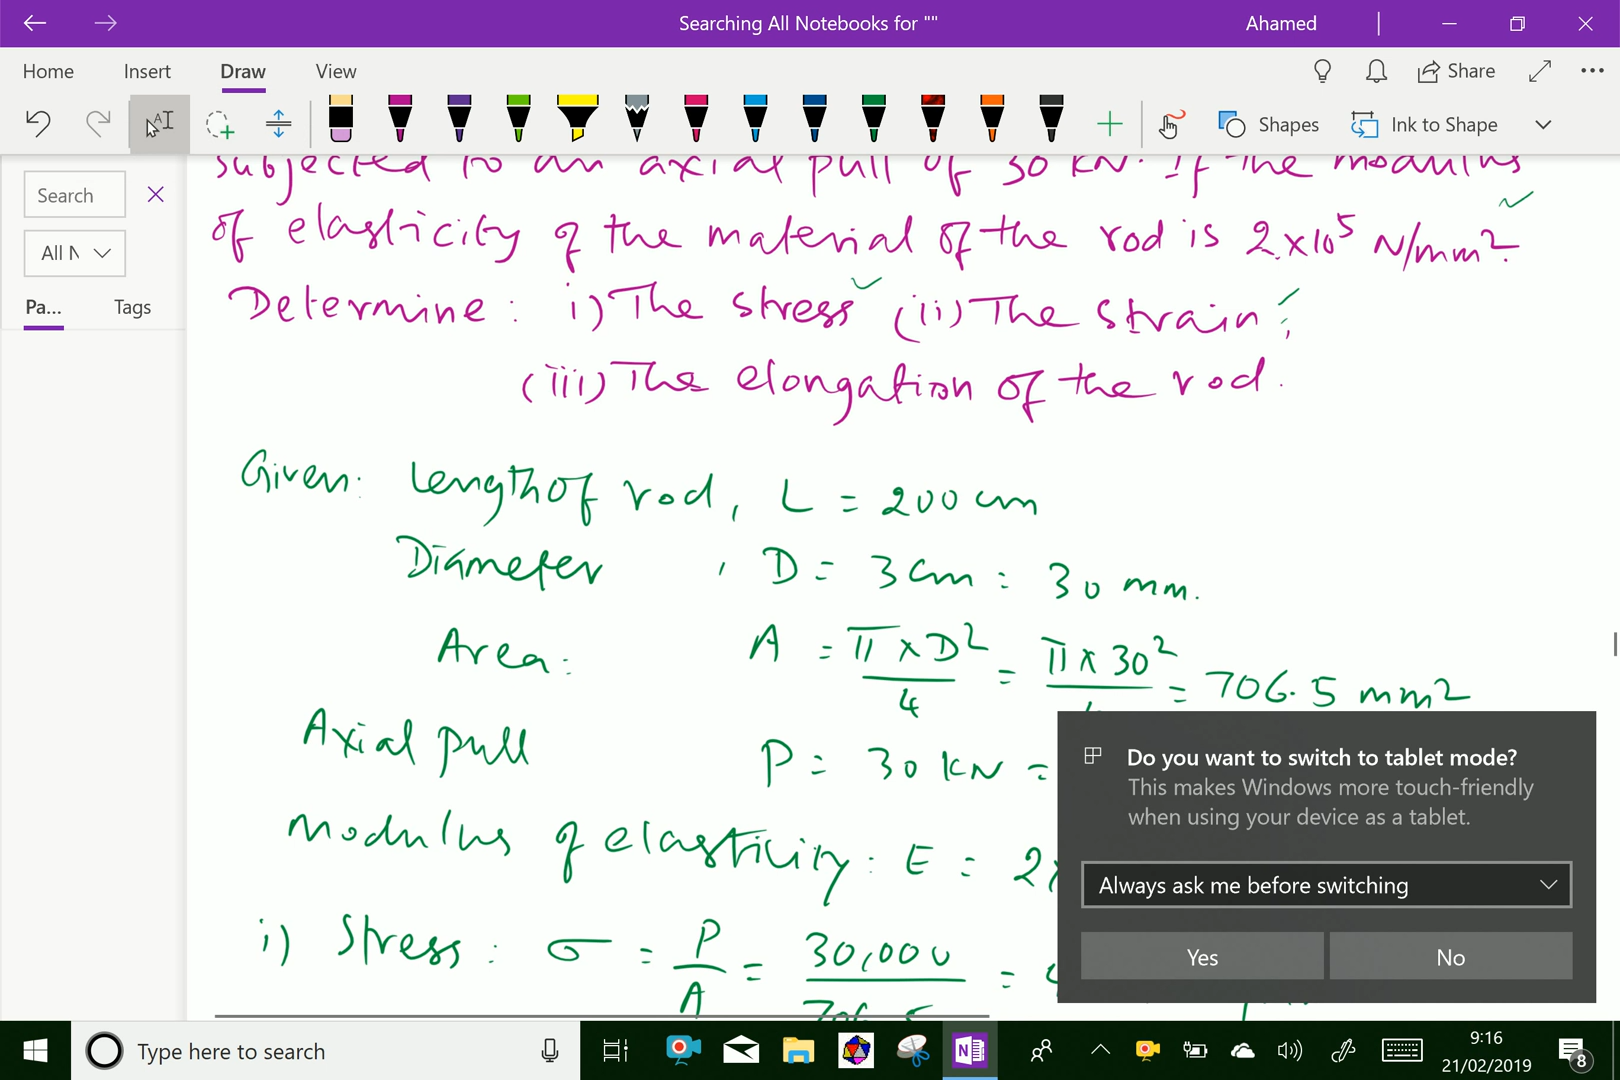 Searching All Notebooks for ""
Ahamed
Home Insert Draw View
Share
Shapes
Ink to Shape
Search
All N
Pa... Tags
subjected to an axial pull of 30 KN. If the modulus
of elasticity of the material of the rod is 2×10⁵ N/mm².
Determine : i) The stress (ii) The strain,
(iii) The elongation of the rod.
Given: Length of rod, L = 200 cm
Diameter , D = 3 cm = 30 mm.
Area: A = π × D²/4 = π × 30²/ = 706.5 mm²
Axial pull P = 30 KN =
Modulus of elasticity : E = 2×
i) Stress : σ = P/A = 30,000/706.5 =
Do you want to switch to tablet mode?
This makes Windows more touch-friendly
when using your device as a tablet.
Always ask me before switching
Yes No
Type here to search
9:16
21/02/2019
8